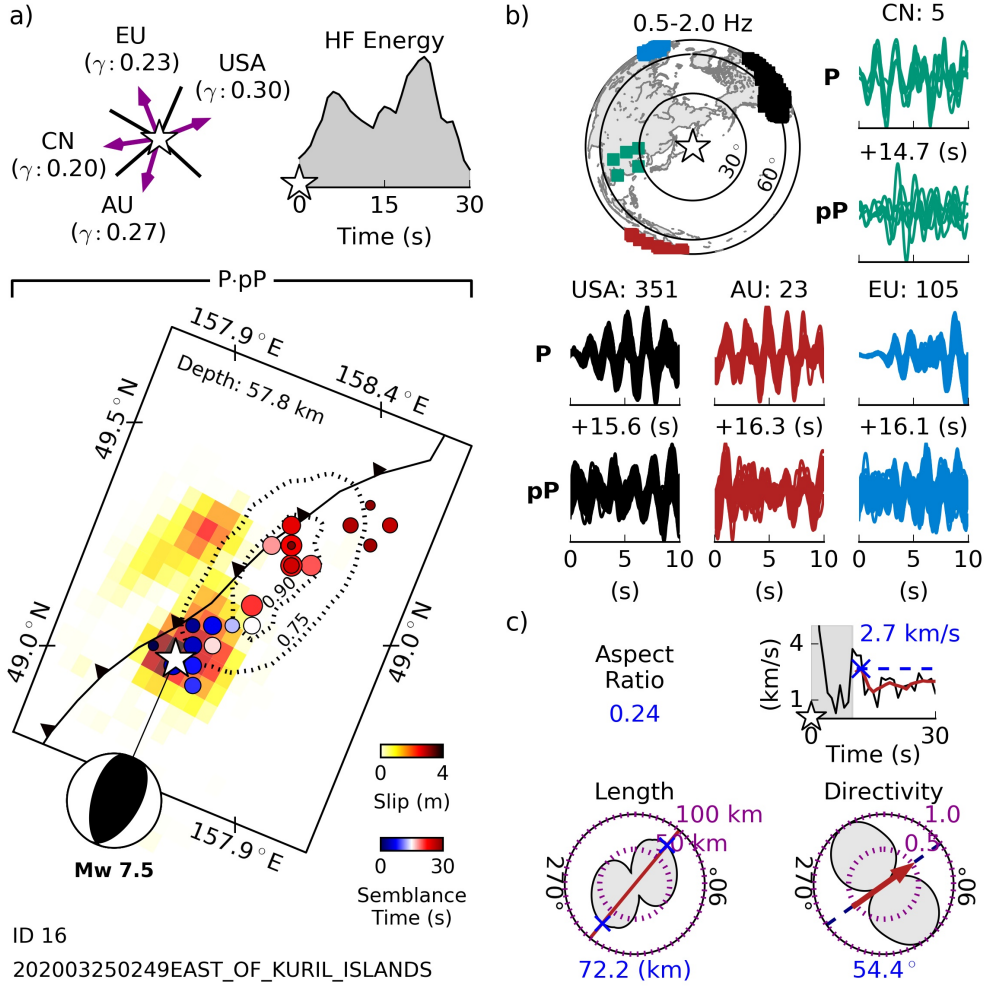 a)
EU
(γ: 0.23)
USA
(γ: 0.30)
CN
(γ: 0.20)
AU
(γ: 0.27)
HF Energy
0 15 30
Time (s)
P·pP
157.9°E
158.4°E
Depth: 57.8 km
49.5°N
49.0°N
49.0°N
0.90
0.75
157.9°E
Mw 7.5
0 4
Slip (m)
0 30
Semblance
Time (s)
ID 16
202003250249EAST_OF_KURIL_ISLANDS
b)
0.5-2.0 Hz
30°
60°
CN: 5
P
+14.7 (s)
pP
USA: 351
AU: 23
EU: 105
P
+15.6 (s)
+16.3 (s)
+16.1 (s)
pP
0 5 10
0 5 10
0 5 10
(s)
(s)
(s)
c)
Aspect
Ratio
0.24
2.7 km/s
4
1
(km/s)
0 30
Time (s)
Length
100 km
50 km
270°
90°
72.2 (km)
Directivity
1.0
0.5
270°
90°
54.4°